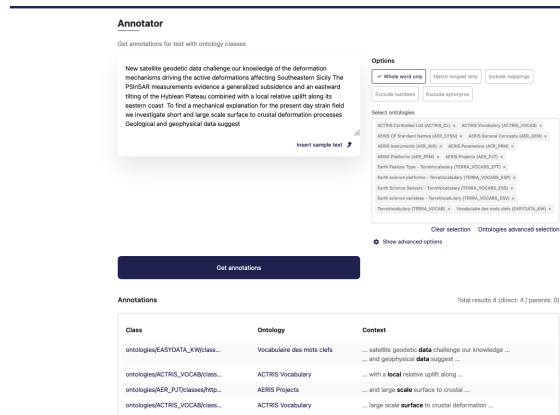 Annotator
Get annotations for text with ontology classes
New satellite geodetic data challenge our knowledge of the deformation
mechanisms driving the active deformations affecting Southeastern Sicily The
PSInSAR measurements evidence a generalized subsidence and an eastward
tilting of the Hyblean Plateau combined with a local relative uplift along its
eastern coast To find a mechanical explanation for the present day strain field
we investigate short and large scale surface to crustal deformation processes
Geological and geophysical data suggest
Insert sample text
Options
Whole word only Match longest only Include mappings
Exclude numbers Exclude synonyms
Select ontologies
ACTRIS Controlled List (ACTRIS_CL) × ACTRIS Vocabulary (ACTRIS_VOCAB) ×
AERIS CF Standard Names (AER_CFSN) × AERIS General Concepts (AER_GEN) ×
AERIS Instruments (AER_INS) × AERIS Parameters (AER_PRM) ×
AERIS Platforms (AER_PFM) × AERIS Projects (AER_PJT) ×
Earth Feature Type - TerraVocabulary (TERRA_VOCABS_EFT) ×
Earth science platforms - TerraVocabulary (TERRA_VOCABS_ESP) ×
Earth Science Sensors - TerraVocabulary (TERRA_VOCABS_ESS) ×
Earth science variables - TerraVocabulary (TERRA_VOCABS_ESV) ×
TerraVocabulary (TERRA_VOCAB) × Vocabulaire des mots clefs (EASYDATA_KW) ×
Clear selection Ontologies advanced selection
Show advanced options
Get annotations
Annotations Total results 4 (direct: 4 / parents: 0)
Class Ontology Context
ontologies/EASYDATA_KW/class... Vocabulaire des mots clefs ... satellite geodetic data challenge our knowledge ...
... and geophysical data suggest ...
ontologies/ACTRIS_VOCAB/class... ACTRIS Vocabulary ... with a local relative uplift along ...
ontologies/AER_PJT/classes/http... AERIS Projects ... and large scale surface to crustal ...
ontologies/ACTRIS_VOCAB/class... ACTRIS Vocabulary ... large scale surface to crustal deformation ...